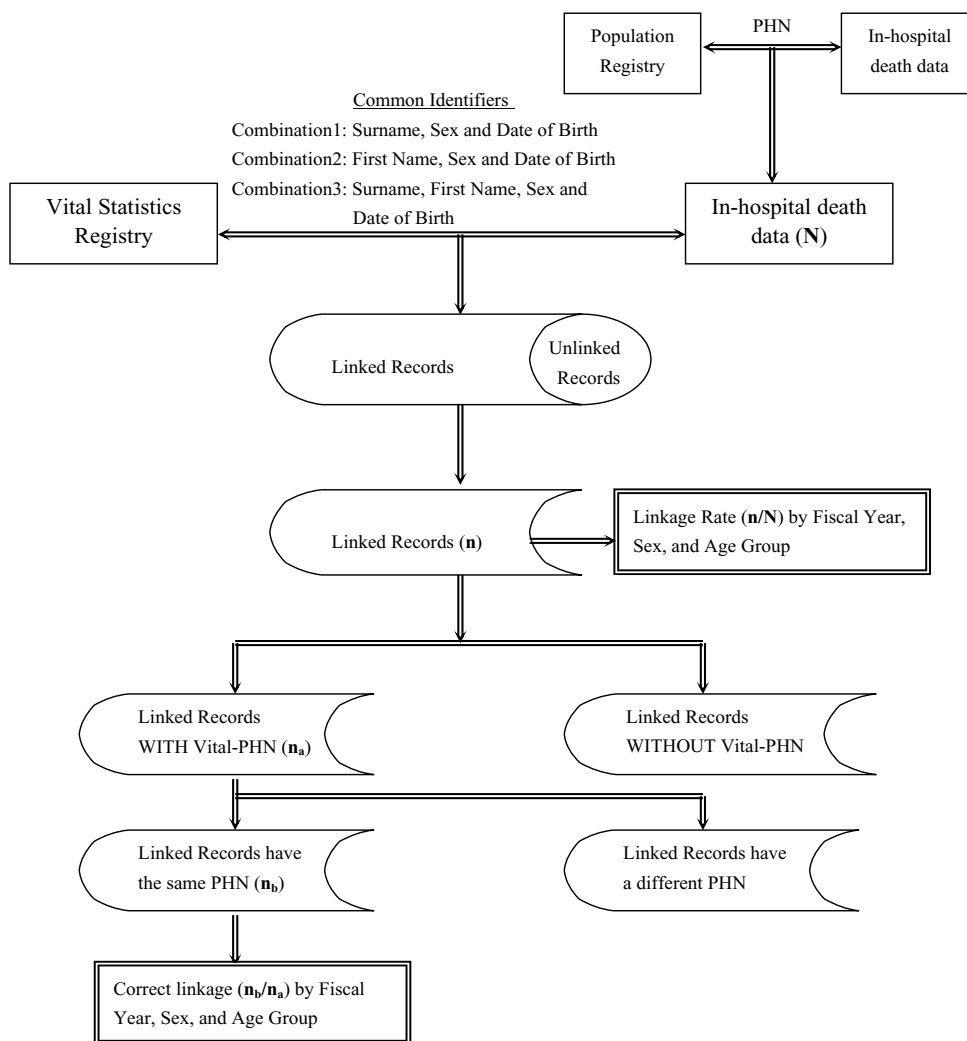 PHN
Population
Registry
In-hospital
death data
Common Identifiers
Combination1: Surname, Sex and Date of Birth
Combination2: First Name, Sex and Date of Birth
Combination3: Surname, First Name, Sex and
Date of Birth
Vital Statistics
Registry
In-hospital death
data (N)
Linked Records
Unlinked
Records
Linked Records (n)
Linkage Rate (n/N) by Fiscal Year,
Sex, and Age Group
Linked Records
WITH Vital-PHN (na)
Linked Records
WITHOUT Vital-PHN
Linked Records have
the same PHN (nb)
Linked Records have
a different PHN
Correct linkage (nb/na) by Fiscal
Year, Sex, and Age Group